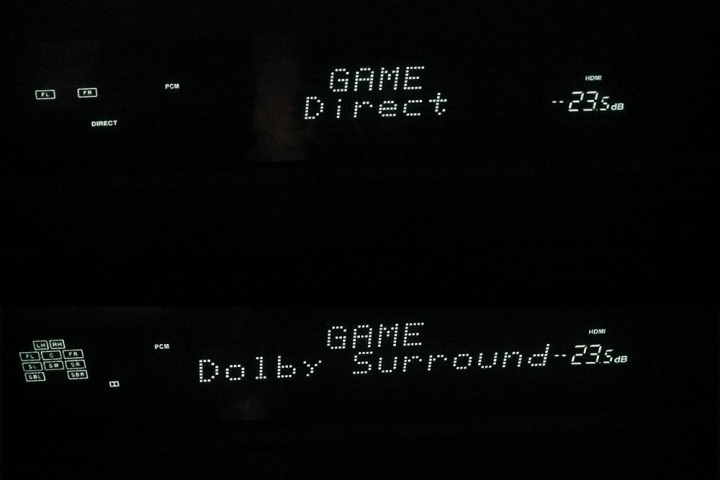 HDMI
GAME
FL FR PCM
Direct --23.5dB
DIRECT
HDMI
GAME
LH RH PCM
FL C FR
Dolby Surround--23.5dB
SL SW SR
SBL SBR